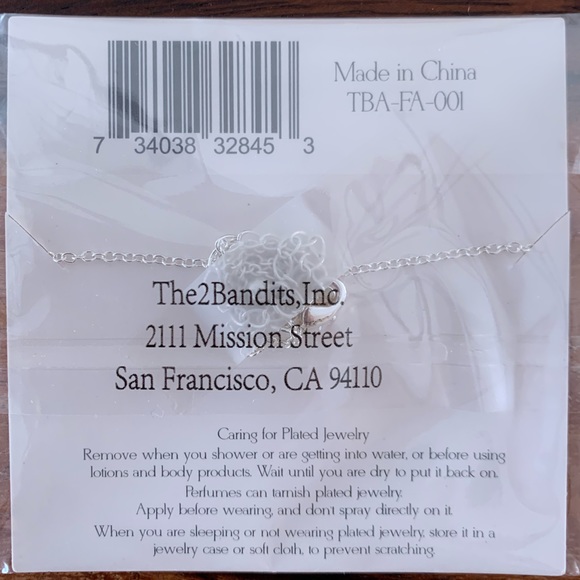 7 34038 32845 3
Made in China
TBA-FA-001
The2Bandits,Inc.
2111 Mission Street
San Francisco, CA 94110
Caring for Plated Jewelry
Remove when you shower or are getting into water, or before using
lotions and body products. Wait until you are dry to put it back on.
Perfumes can tarnish plated jewelry.
Apply before wearing, and don't spray directly on it.
When you are sleeping or not wearing plated jewelry, store it in a
jewelry case or soft cloth, to prevent scratching.